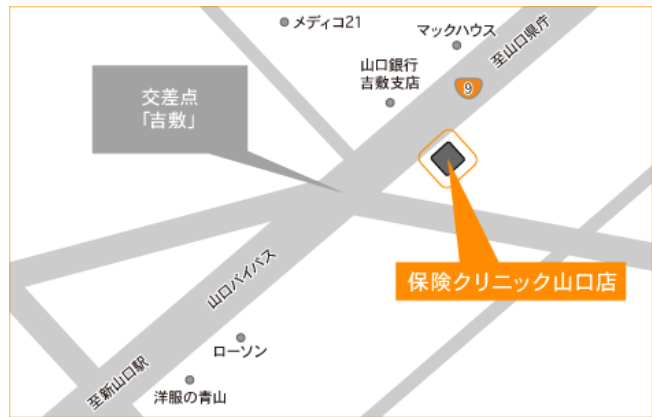 メディコ21
マックハウス
至山口県庁
山口銀行
吉敷支店
9
交差点
「吉敷」
保険クリニック山口店
山口バイパス
ローソン
至新山口駅
洋服の青山